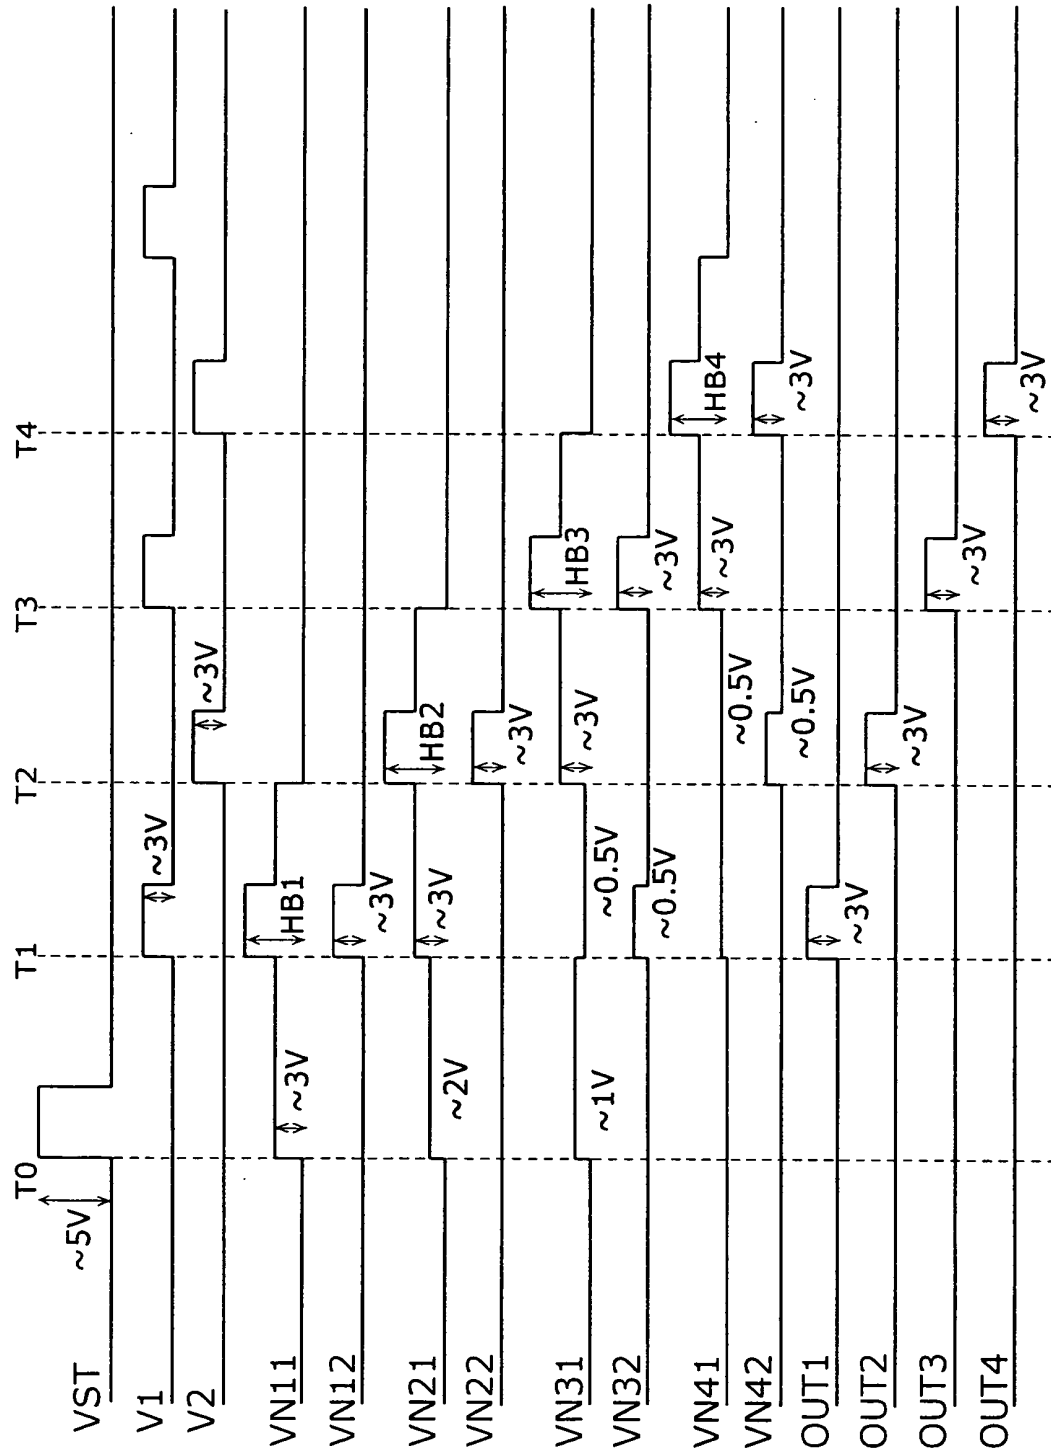 T0 T1 T2 T3 T4
VST ~5V
V1 ~3V
V2 ~3V
VN11 ~3V HB1
VN12 ~3V
VN21 ~2V ~3V HB2
VN22 ~3V
VN31 ~1V ~0.5V ~3V HB3
VN32 ~0.5V ~3V
VN41 ~0.5V ~3V HB4
VN42 ~0.5V ~3V
OUT1 ~3V
OUT2 ~3V
OUT3 ~3V
OUT4 ~3V